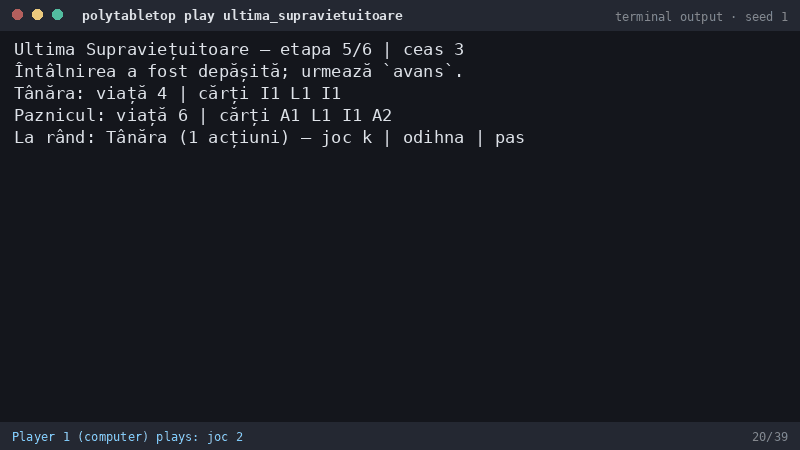 polytabletop play ultima_supravietuitoare
terminal output · seed 1
Ultima Supraviețuitoare — etapa 5/6 | ceas 3
Întâlnirea a fost depășită; urmează `avans`.
Tânăra: viață 4 | cărți I1 L1 I1
Paznicul: viață 6 | cărți A1 L1 I1 A2
La rând: Tânăra (1 acțiuni) — joc k | odihna | pas
Player 1 (computer) plays: joc 2
20/39